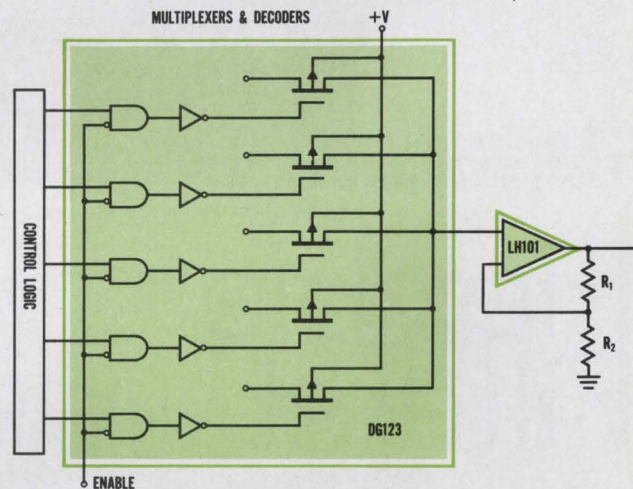 MULTIPLEXERS & DECODERS
+V
CONTROL LOGIC
LH101
R1
R2
DG123
ENABLE